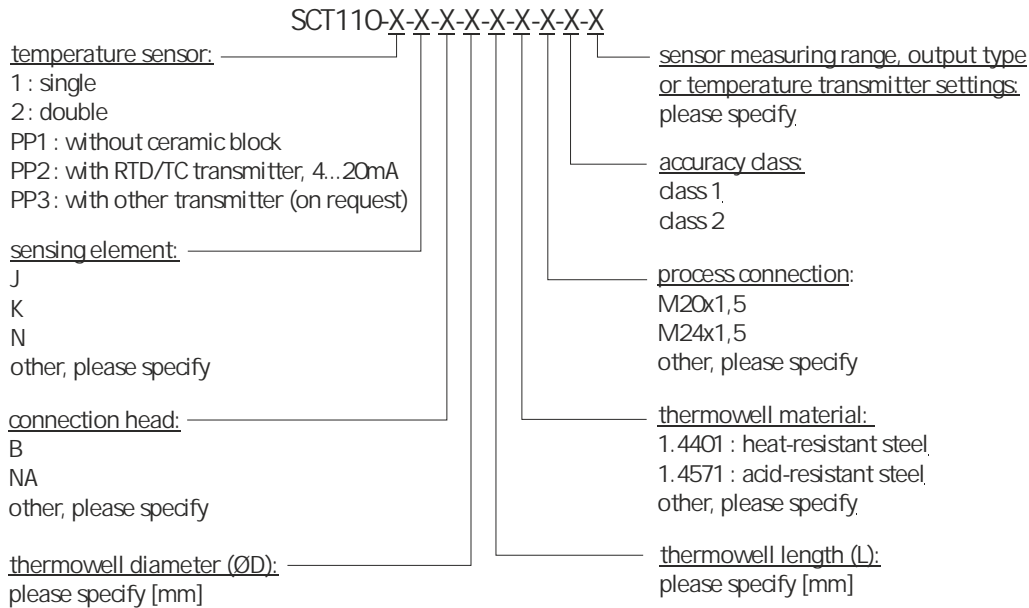 SCT110-X-X-X-X-X-X-X-X-X
temperature sensor:
1 : single
2 : double
PP1 : without ceramic block
PP2 : with RTD/TC transmitter, 4...20mA
PP3 : with other transmitter (on request)
sensing element:
J
K
N
other, please specify
connection head:
B
NA
other, please specify
thermowell diameter (ØD):
please specify [mm]
sensor measuring range, output type
or temperature transmitter settings:
please specify
accuracy class:
class 1
class 2
process connection:
M20x1,5
M24x1,5
other, please specify
thermowell material:
1.4401 : heat-resistant steel
1.4571 : acid-resistant steel
other, please specify
thermowell length (L):
please specify [mm]